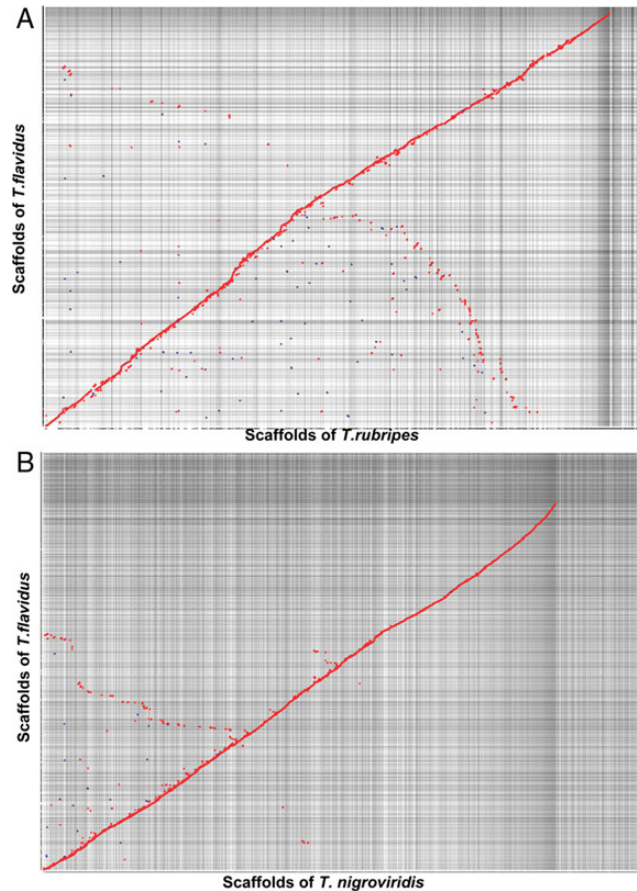 A
Scaffolds of T.flavidus
Scaffolds of T.rubripes
B
Scaffolds of T.flavidus
Scaffolds of T. nigroviridis